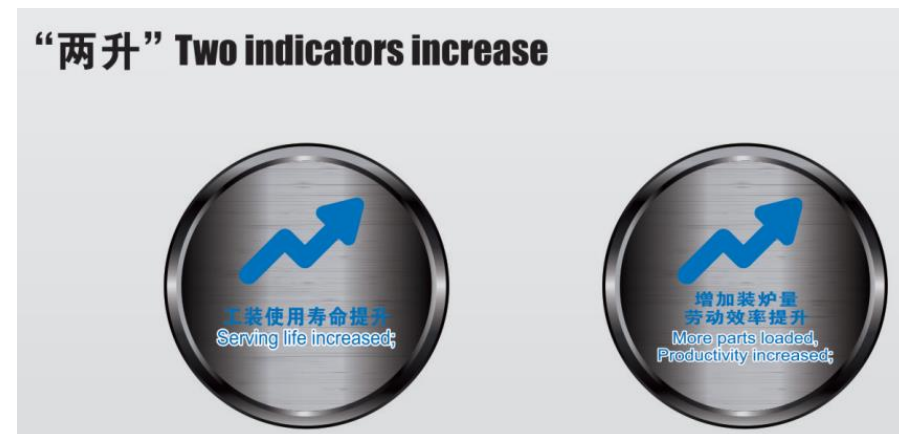 “两升” Two indicators increase
工装使用寿命提升
Serving life increased;
增加装炉量
劳动效率提升
More parts loaded,
Productivity increased;